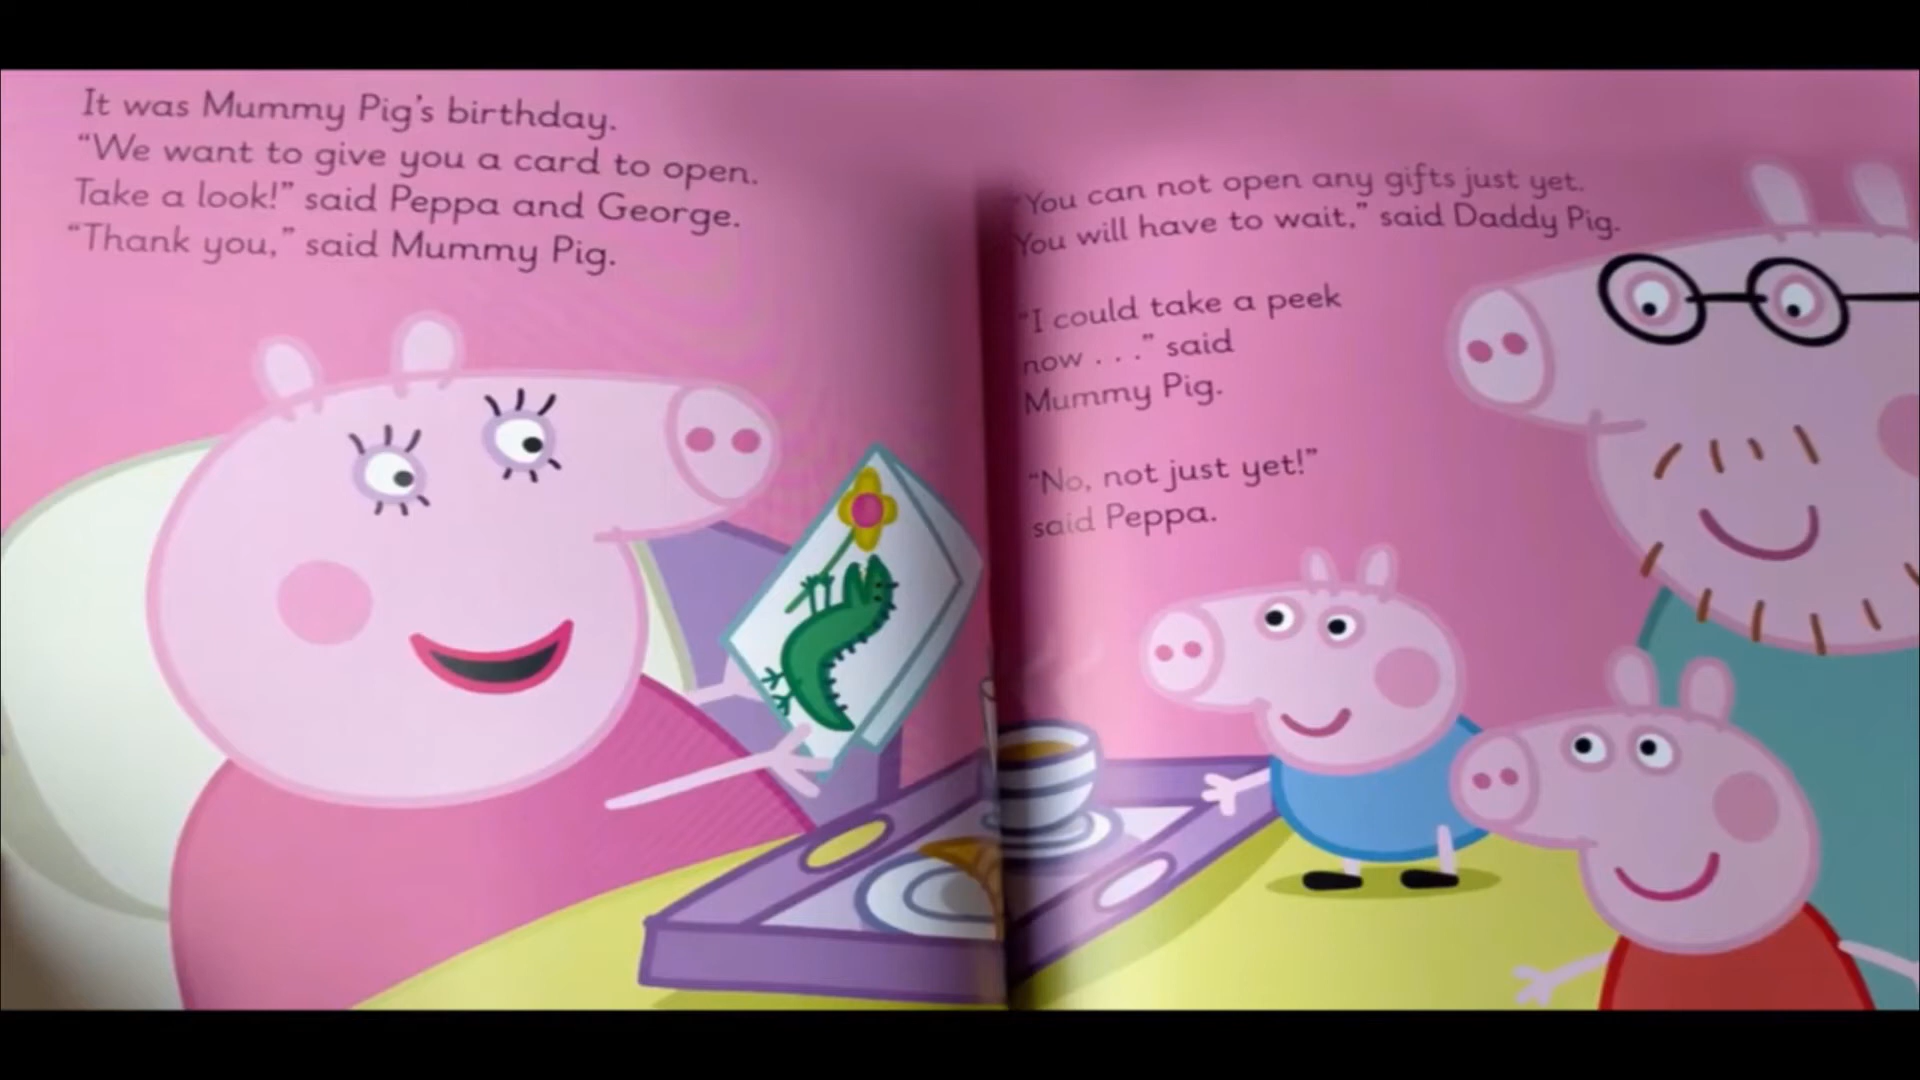 It was Mummy Pig's birthday.
“We want to give you a card to open.
Take a look!” said Peppa and George.
“Thank you,” said Mummy Pig.
“You can not open any gifts just yet.
You will have to wait,” said Daddy Pig.
“I could take a peek
now . . .” said
Mummy Pig.
“No, not just yet!”
said Peppa.